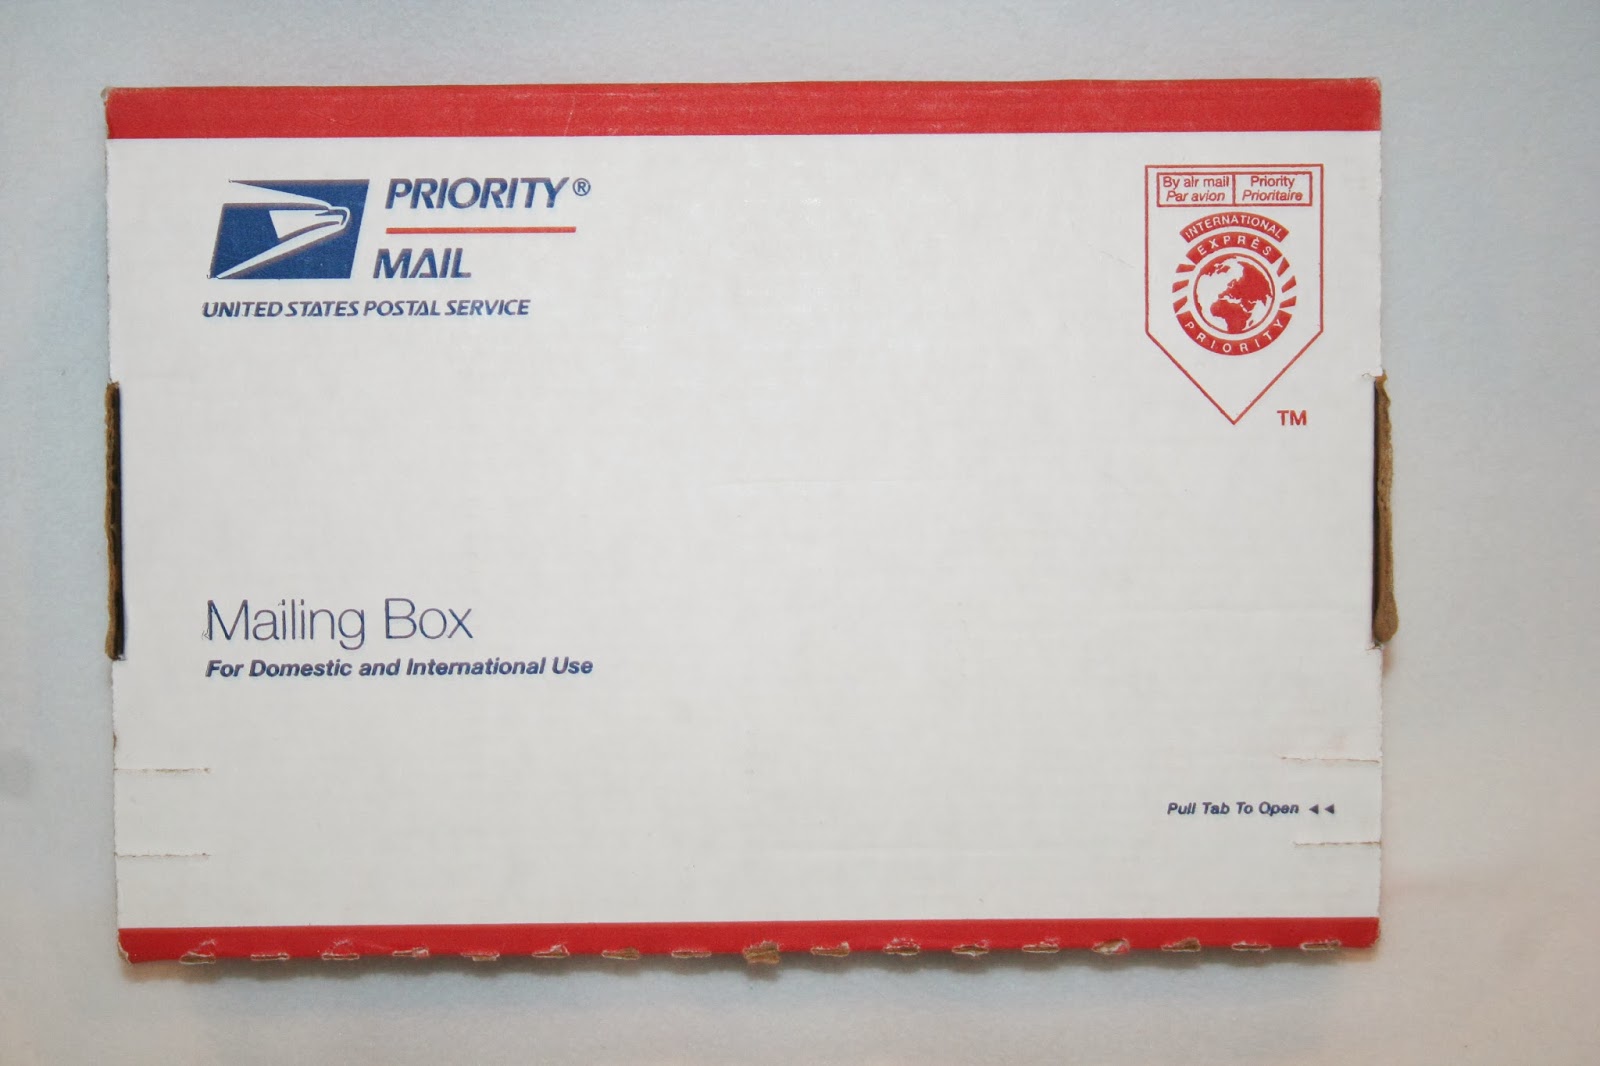 PRIORITY®
MAIL
UNITED STATES POSTAL SERVICE
By air mail Priority
Par avion Prioritaire
INTERNATIONAL
EXPRÈS
PRIORITY
TM
Mailing Box
For Domestic and International Use
Pull Tab To Open ◄◄